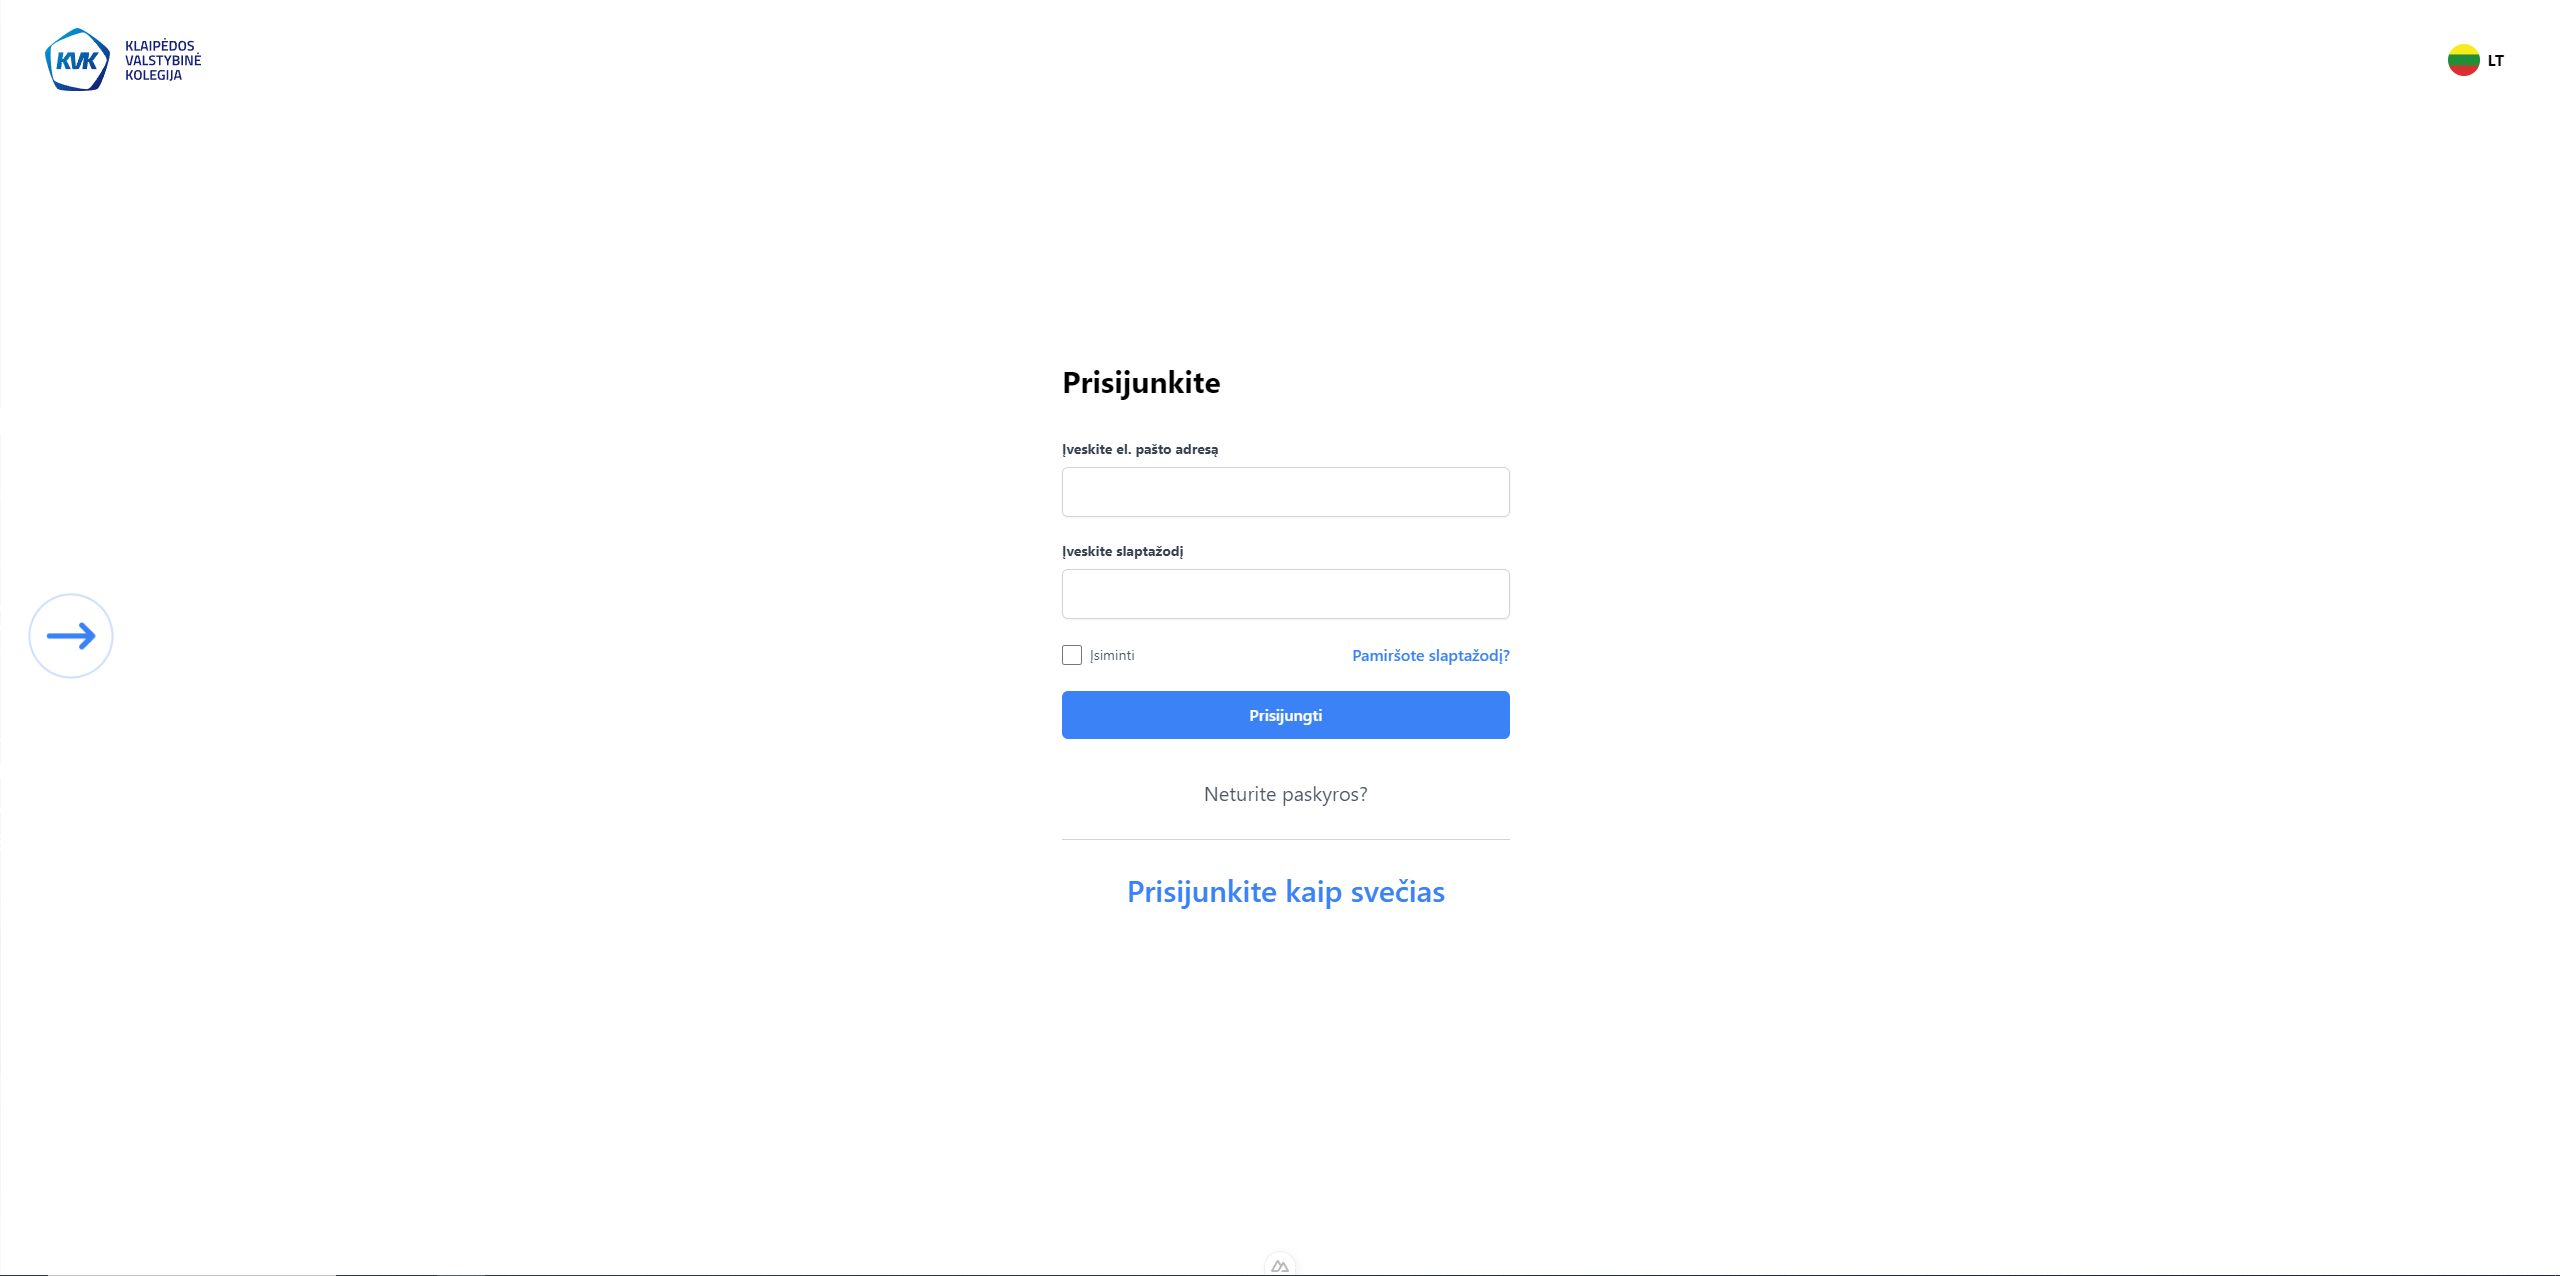 KVK
KLAIPĖDOS
VALSTYBINĖ
KOLEGIJA
LT
Prisijunkite
Įveskite el. pašto adresą
Įveskite slaptažodį
Įsiminti
Pamiršote slaptažodį?
Prisijungti
Neturite paskyros?
Prisijunkite kaip svečias